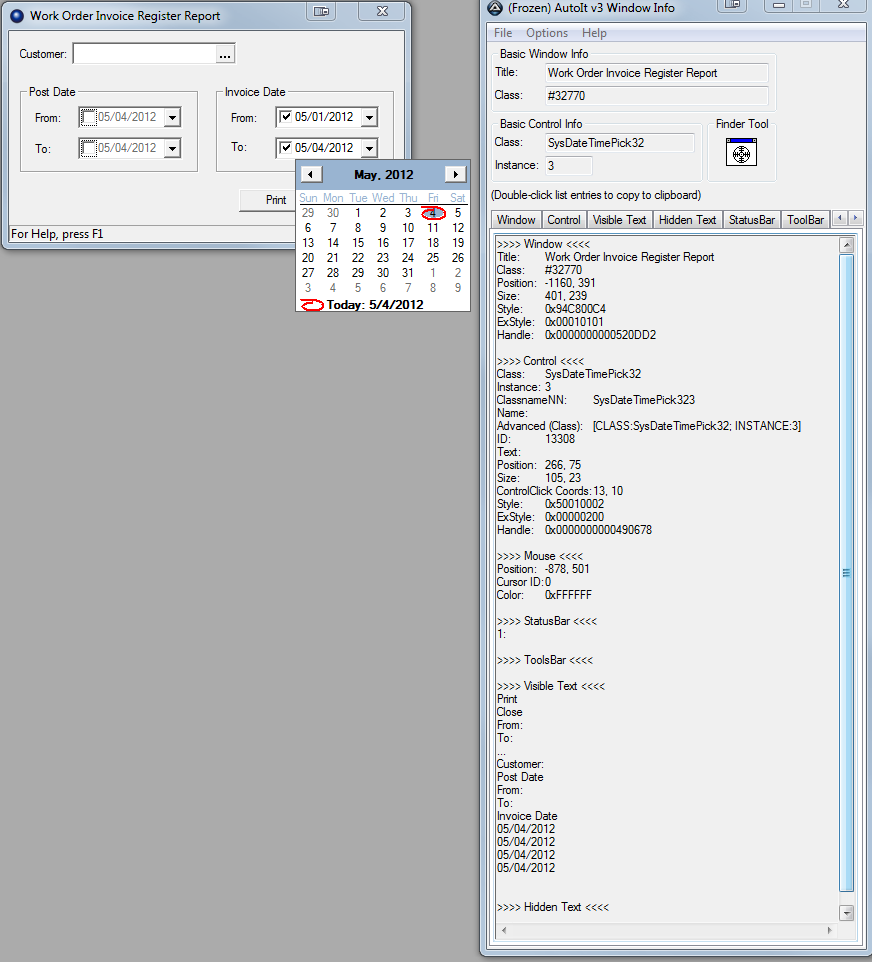 Work Order Invoice Register Report
Customer:
...
Post Date
From: 05/04/2012
To: 05/04/2012
Invoice Date
From: 05/01/2012
To: 05/04/2012
Print
For Help, press F1
May, 2012
Sun Mon Tue Wed Thu Fri Sat
29 30 1 2 3 4 5
6 7 8 9 10 11 12
13 14 15 16 17 18 19
20 21 22 23 24 25 26
27 28 29 30 31 1 2
3 4 5 6 7 8 9
Today: 5/4/2012
(Frozen) AutoIt v3 Window Info
File Options Help
Basic Window Info
Title: Work Order Invoice Register Report
Class: #32770
Basic Control Info
Class: SysDateTimePick32
Instance: 3
Finder Tool
(Double-click list entries to copy to clipboard)
Window Control Visible Text Hidden Text StatusBar ToolBar
>>>> Window <<<<
Title: Work Order Invoice Register Report
Class: #32770
Position: -1160, 391
Size: 401, 239
Style: 0x94C800C4
ExStyle: 0x00010101
Handle: 0x0000000000520DD2
>>>> Control <<<<
Class: SysDateTimePick32
Instance: 3
ClassnameNN: SysDateTimePick323
Name:
Advanced (Class): [CLASS:SysDateTimePick32; INSTANCE:3]
ID: 13308
Text:
Position: 266, 75
Size: 105, 23
ControlClick Coords: 13, 10
Style: 0x50010002
ExStyle: 0x00000200
Handle: 0x0000000000490678
>>>> Mouse <<<<
Position: -878, 501
Cursor ID: 0
Color: 0xFFFFFF
>>>> StatusBar <<<<
1:
>>>> ToolsBar <<<<
>>>> Visible Text <<<<
Print
Close
From:
To:
...
Customer:
Post Date
From:
To:
Invoice Date
05/04/2012
05/04/2012
05/04/2012
05/04/2012
>>>> Hidden Text <<<<